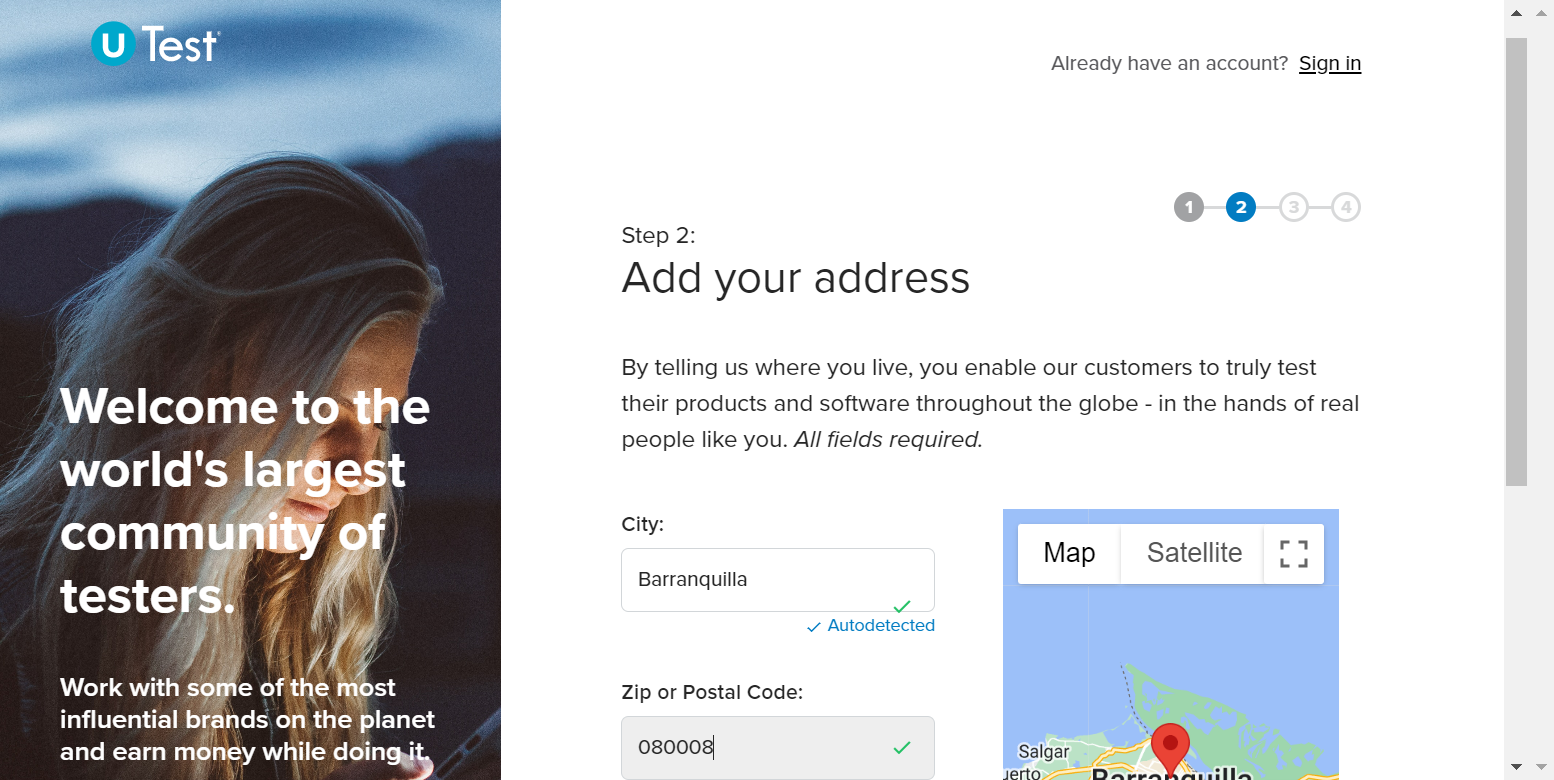 U Test
Already have an account? Sign in
1 2 3 4
Step 2:
Add your address
By telling us where you live, you enable our customers to truly test
their products and software throughout the globe - in the hands of real
people like you. All fields required.
City:
Barranquilla
Autodetected
Zip or Postal Code:
080008
Map Satellite
Salgar
uerto
Barranquilla
Welcome to the
world's largest
community of
testers.
Work with some of the most
influential brands on the planet
and earn money while doing it.